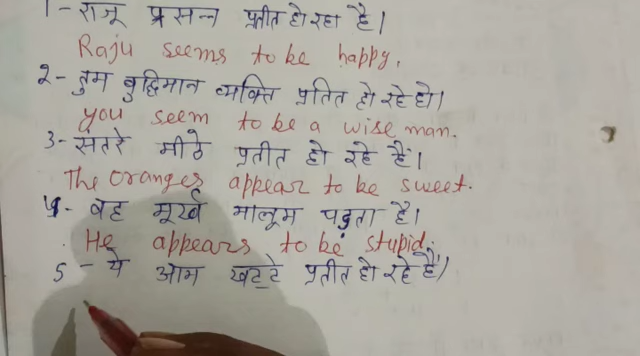 1- राजू प्रसन्न प्रतीत हो रहा है।
Raju seems to be happy.
२- तुम बुद्धिमान व्यक्ति प्रतित हो रहे हो।
you seem to be a wise man.
3- संतरे मीठे प्रतीत हो रहे हैं।
The oranges appear to be sweet.
4- वह मूर्ख मालूम पड़ता है।
He appears to be stupid.
5- ये आम खट्टे प्रतीत हो रहे हैं।